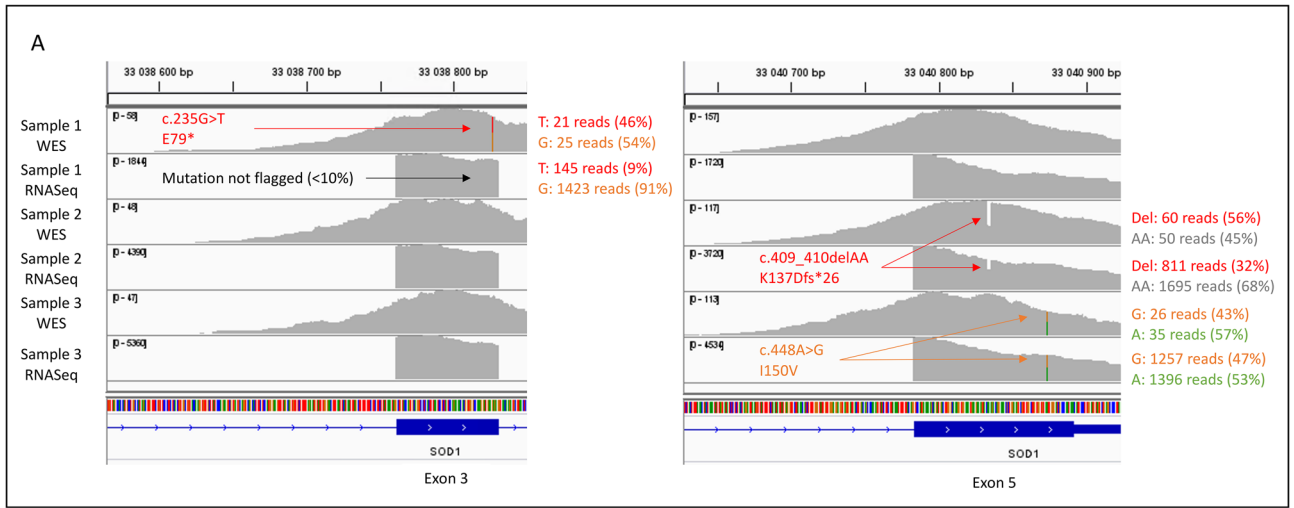 A
33 038 600 bp 33 038 700 bp 33 038 800 bp
33 040 700 bp 33 040 800 bp 33 040 900 bp
Sample 1
WES
[0 - 58]
c.235G>T
E79*
T: 21 reads (46%)
G: 25 reads (54%)
[0 - 157]
Sample 1
RNASeq
[0 - 1844]
Mutation not flagged (<10%)
T: 145 reads (9%)
G: 1423 reads (91%)
[0 - 1720]
Sample 2
WES
[0 - 48]
[0 - 117]
Del: 60 reads (56%)
AA: 50 reads (45%)
Sample 2
RNASeq
[0 - 4390]
[0 - 3720]
c.409_410delAA
K137Dfs*26
Del: 811 reads (32%)
AA: 1695 reads (68%)
Sample 3
WES
[0 - 47]
[0 - 113]
G: 26 reads (43%)
A: 35 reads (57%)
Sample 3
RNASeq
[0 - 5360]
[0 - 4534]
c.448A>G
I150V
G: 1257 reads (47%)
A: 1396 reads (53%)
SOD1
Exon 3
SOD1
Exon 5